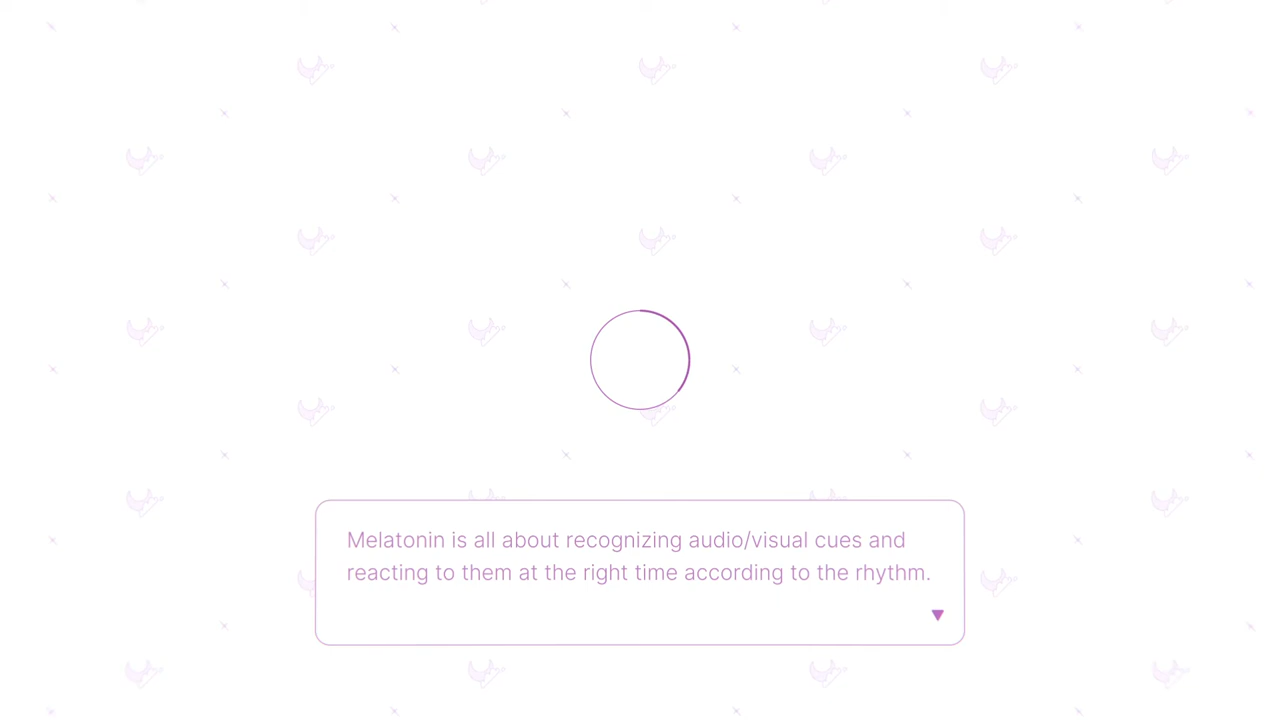 Melatonin is all about recognizing audio/visual cues and
reacting to them at the right time according to the rhythm.